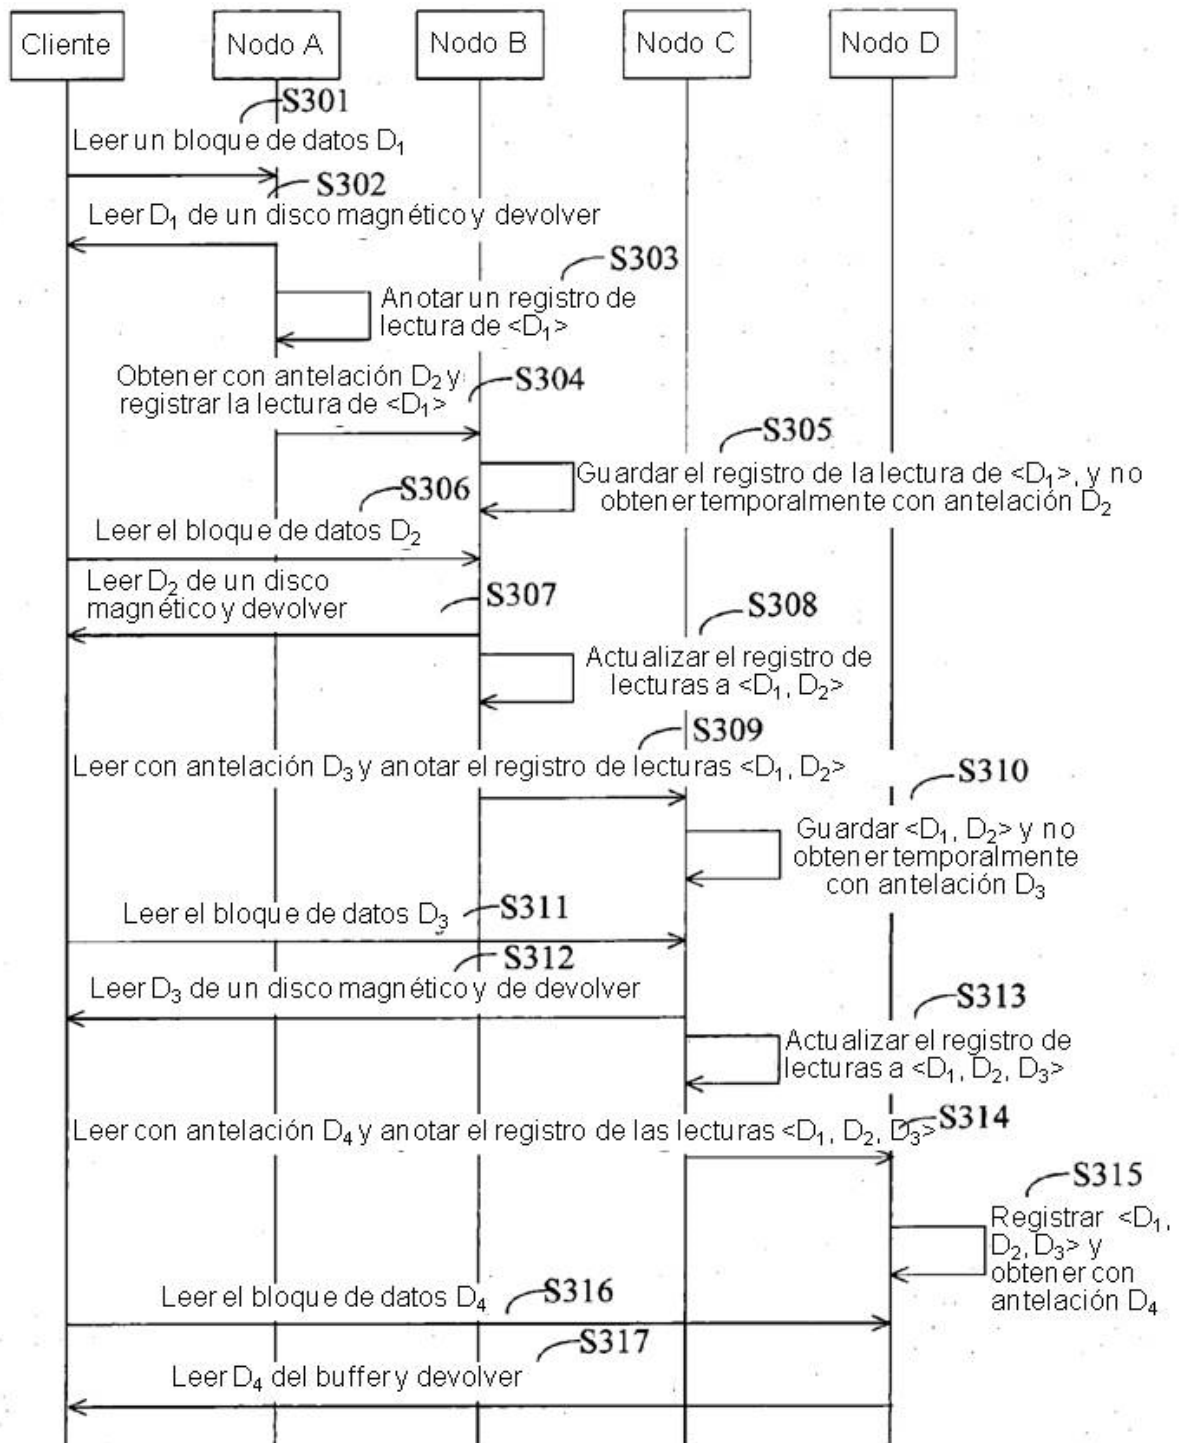 Cliente
Nodo A
Nodo B
Nodo C
Nodo D
S301
Leer un bloque de datos D₁
S302
Leer D₁ de un disco magnético y devolver
S303
Anotar un registro de
lectura de <D₁>
Obtener con antelación D₂ y
registrar la lectura de <D₁>
S304
S305
Guardar el registro de la lectura de <D₁>, y no
obtener temporalmente con antelación D₂
S306
Leer el bloque de datos D₂
Leer D₂ de un disco
magnético y devolver
S307
S308
Actualizar el registro de
lecturas a <D₁, D₂>
S309
Leer con antelación D₃ y anotar el registro de lecturas <D₁, D₂>
S310
Guardar <D₁, D₂> y no
obtener temporalmente
con antelación D₃
Leer el bloque de datos D₃
S311
S312
Leer D₃ de un disco magnético y de devolver
S313
Actualizar el registro de
lecturas a <D₁, D₂, D₃>
Leer con antelación D₄ y anotar el registro de las lecturas <D₁, D₂, D₃>
S314
S315
Registrar <D₁,
D₂, D₃> y
obtener con
antelación D₄
Leer el bloque de datos D₄
S316
S317
Leer D₄ del buffer y devolver